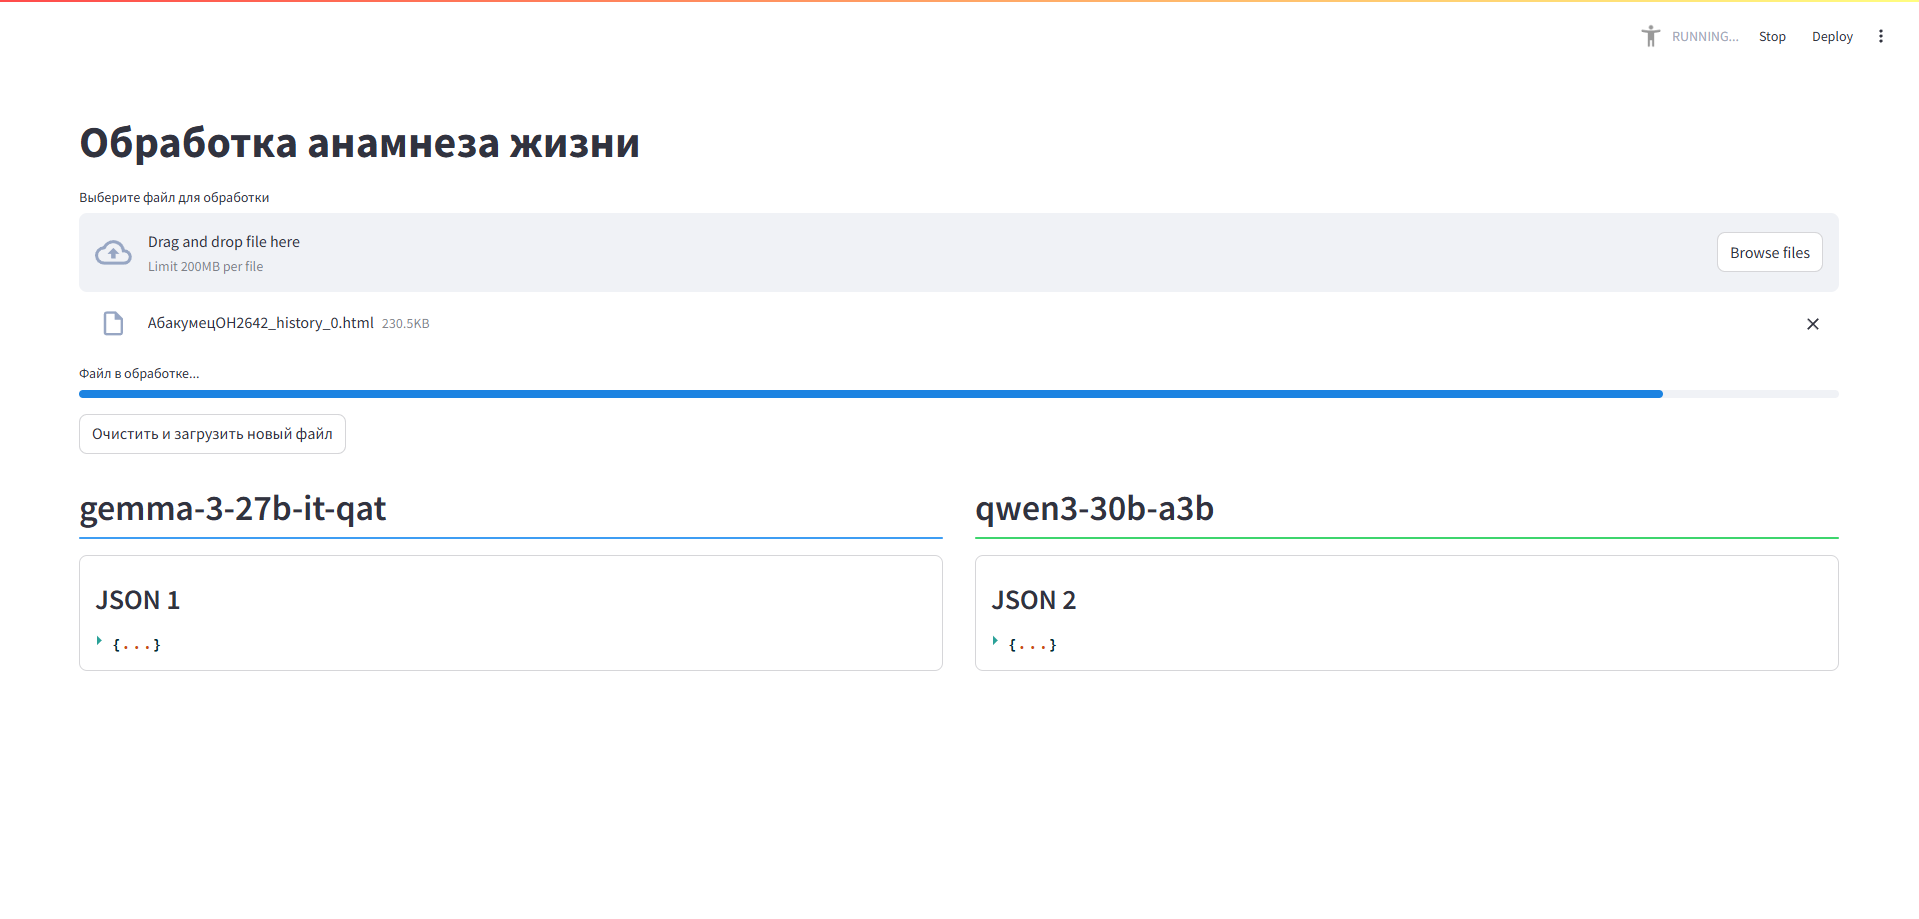 RUNNING...
Stop
Deploy
Обработка анамнеза жизни
Выберите файл для обработки
Drag and drop file here
Limit 200MB per file
Browse files
АбакумецОН2642_history_0.html 230.5KB
Файл в обработке...
Очистить и загрузить новый файл
gemma-3-27b-it-qat
JSON 1
{...}
qwen3-30b-a3b
JSON 2
{...}